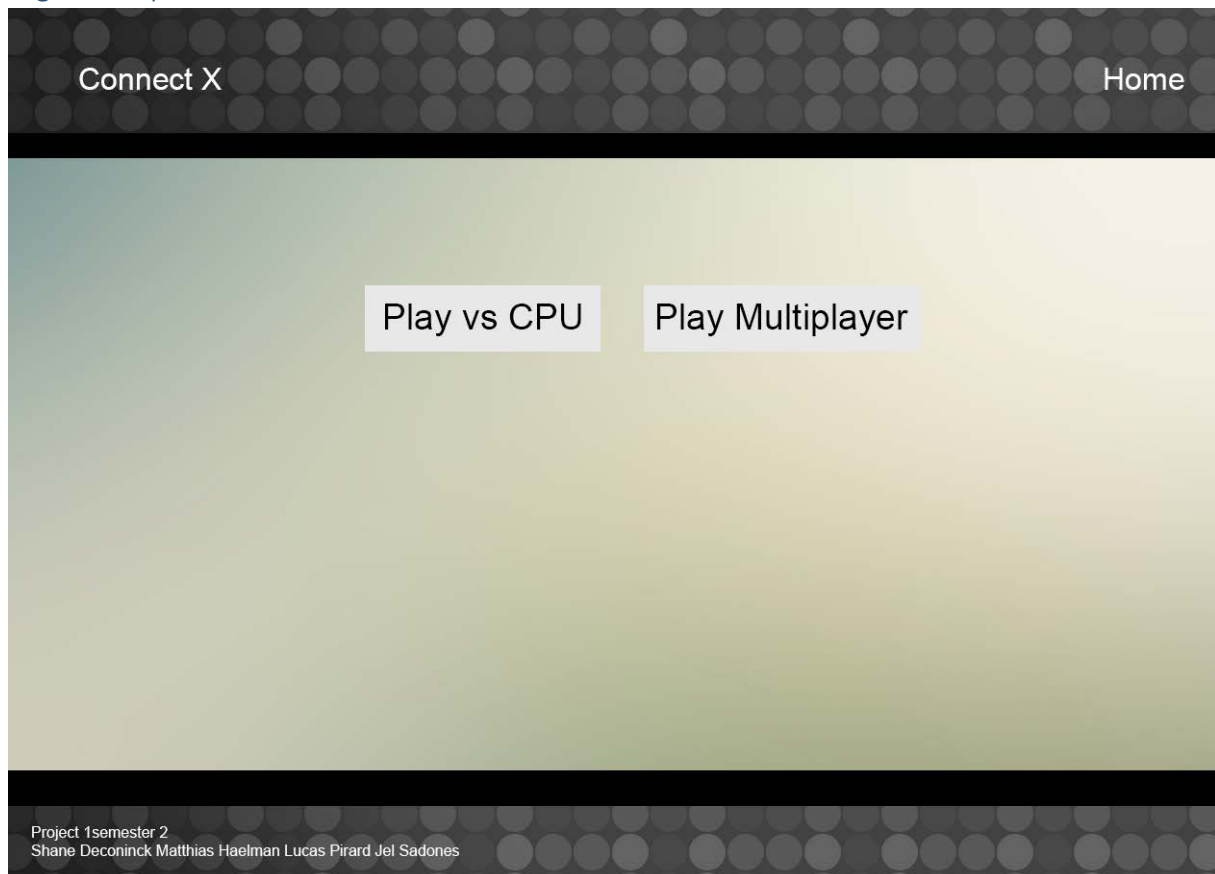 Connect X
Home
Play vs CPU
Play Multiplayer
Project 1semester 2
Shane Deconinck Matthias Haelman Lucas Pirard Jel Sadones